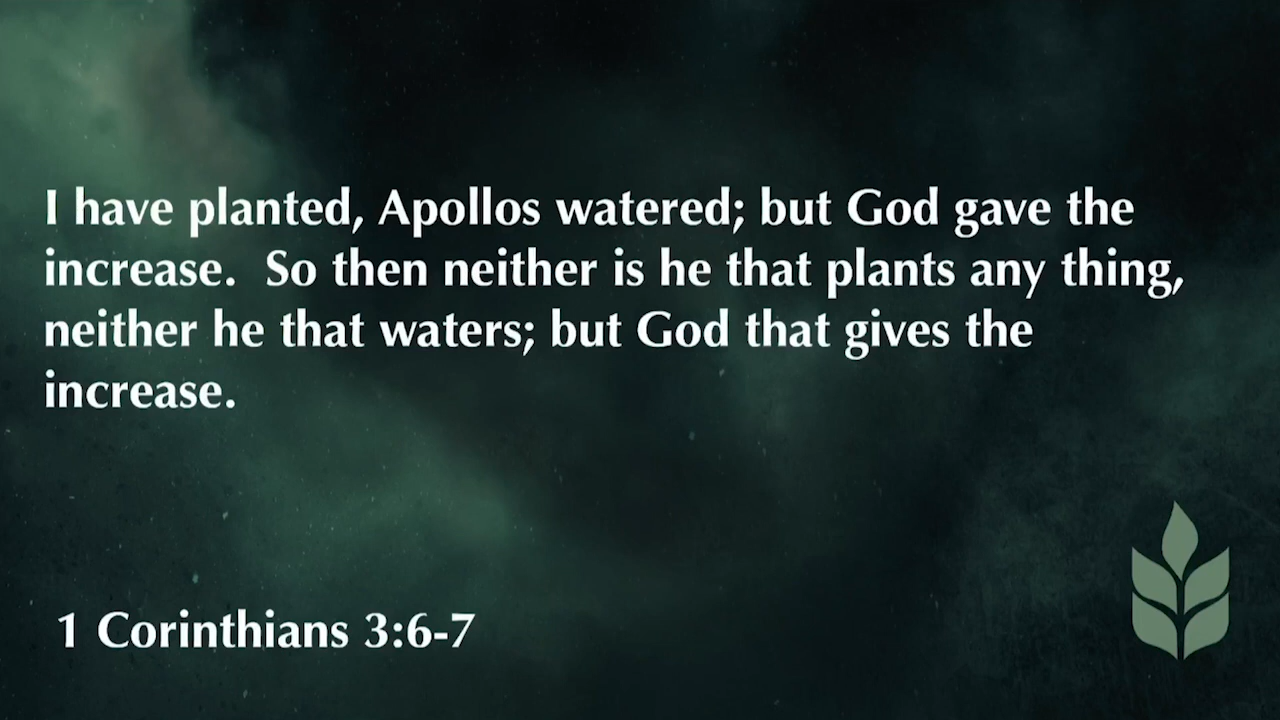 I have planted, Apollos watered; but God gave the
increase.  So then neither is he that plants any thing,
neither he that waters; but God that gives the
increase.
1 Corinthians 3:6-7